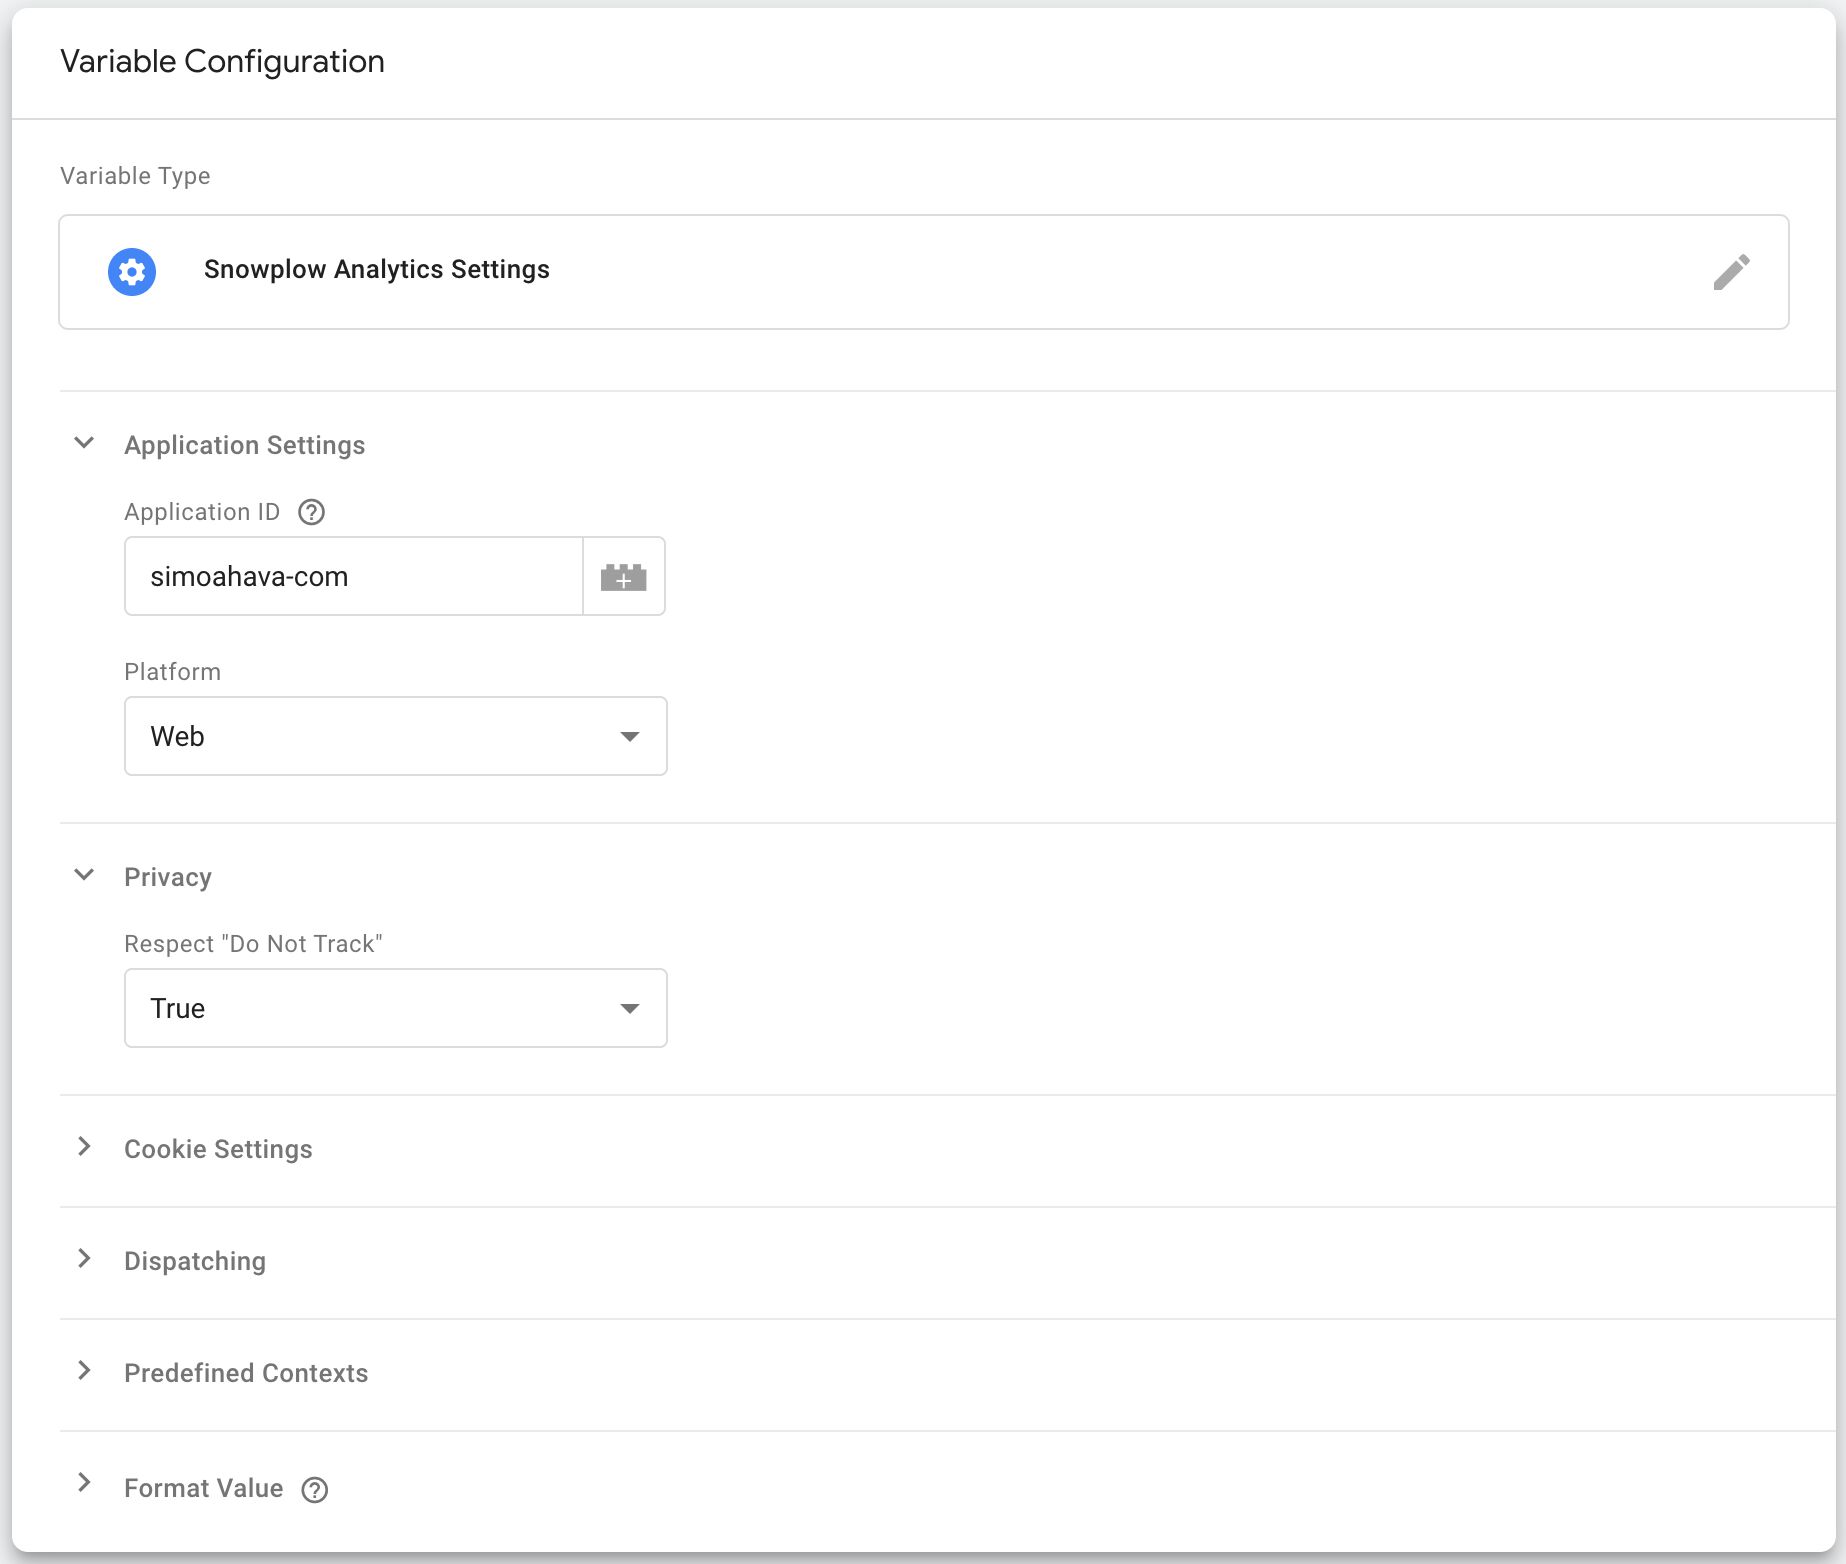 Variable Configuration
Variable Type
Snowplow Analytics Settings
Application Settings
Application ID
simoahava-com
Platform
Web
Privacy
Respect "Do Not Track"
True
Cookie Settings
Dispatching
Predefined Contexts
Format Value